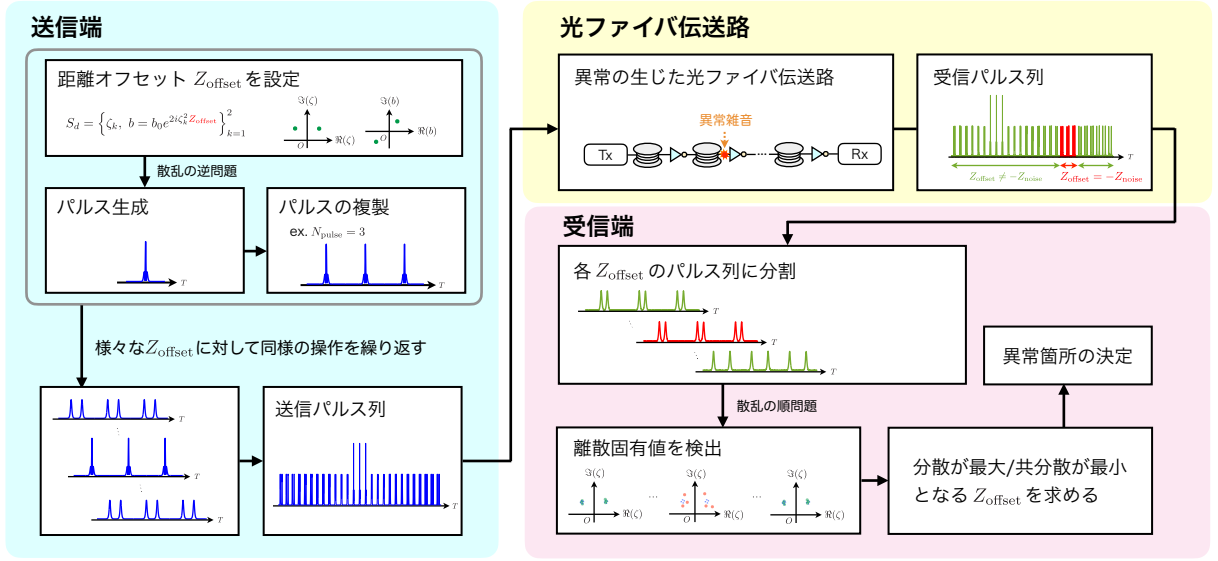 送信端
距離オフセット Z_offset を設定
S_d = {ζ_k, b = b_0 e^{2iζ_k^2 Z_offset}}_{k=1}^2
ℑ(ζ)
ℜ(ζ)
O
ℑ(b)
ℜ(b)
O
散乱の逆問題
パルス生成
T
パルスの複製
ex. N_pulse = 3
T
様々なZ_offsetに対して同様の操作を繰り返す
T
T
T
送信パルス列
T
光ファイバ伝送路
異常の生じた光ファイバ伝送路
異常雑音
Tx
Rx
受信パルス列
T
Z_offset ≠ −Z_noise
Z_offset = −Z_noise
受信端
各 Z_offset のパルス列に分割
T
T
T
散乱の順問題
離散固有値を検出
ℑ(ζ)
ℜ(ζ)
O
...
ℑ(ζ)
ℜ(ζ)
O
...
ℑ(ζ)
ℜ(ζ)
O
分散が最大/共分散が最小
となる Z_offset を求める
異常箇所の決定